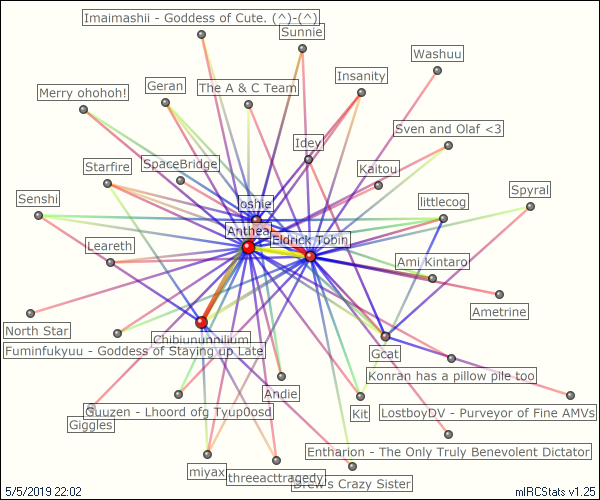 Imaimashii - Goddess of Cute. (^)-(^)
Sunnie
Washuu
Insanity
Geran
The A & C Team
Merry ohohoh!
Sven and Olaf <3
Idey
SpaceBridge
Starfire
Kaitou
Senshi
Joshie
littlecog
Spyral
Anthea
Eldrick Tobin
Leareth
Ami Kintaro
Ametrine
North Star
Fuminfukyuu - Goddess of Staying up Late
Gcat
Konran has a pillow pile too
Andie
Guuzen - Lhoord ofg Tyup0osd
Giggles
Kit
LostboyDV - Purveyor of Fine AMVs
Entharion - The Only Truly Benevolent Dictator
miyax
threeacttragedy
Drew's Crazy Sister
5/5/2019 22:02
mIRCStats v1.25